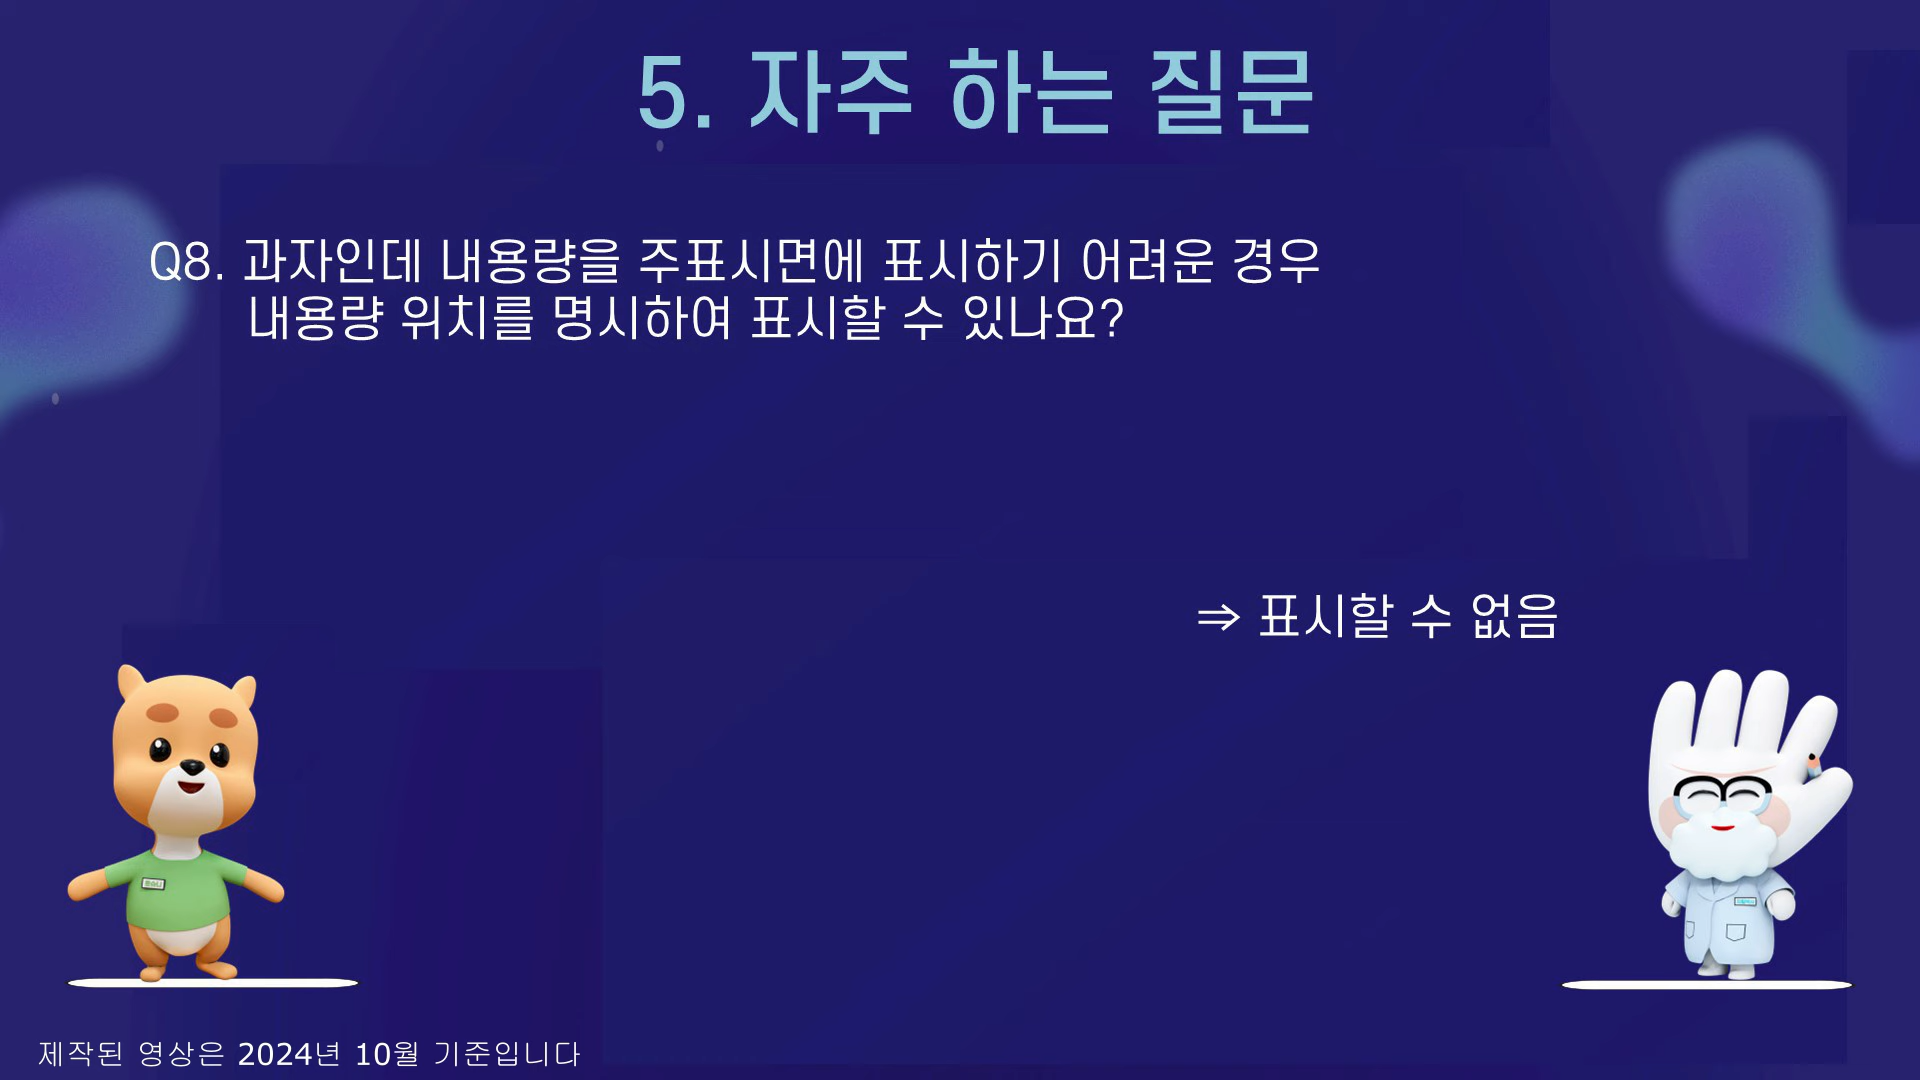 5. 자주 하는 질문
Q8. 과자인데 내용량을 주표시면에 표시하기 어려운 경우
내용량 위치를 명시하여 표시할 수 있나요?
⇒ 표시할 수 없음
제작된 영상은 2024년 10월 기준입니다